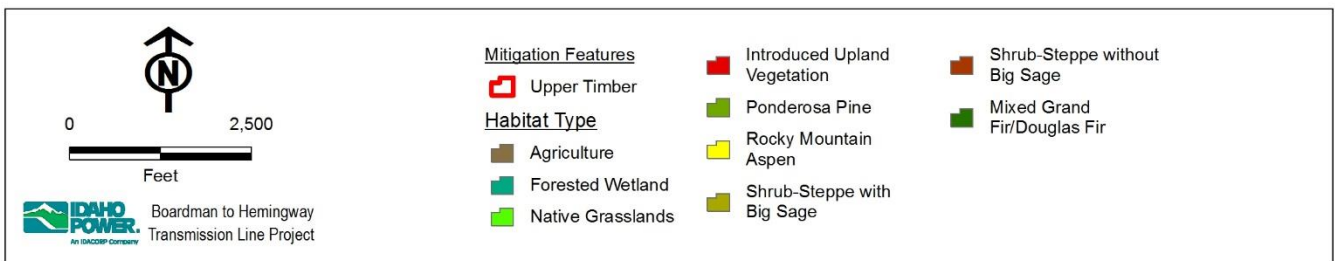 N
0 2,500
Feet
IDAHO
POWER.
An IDACORP Company
Boardman to Hemingway
Transmission Line Project
Mitigation Features
Upper Timber
Habitat Type
Agriculture
Forested Wetland
Native Grasslands
Introduced Upland
Vegetation
Ponderosa Pine
Rocky Mountain
Aspen
Shrub-Steppe with
Big Sage
Shrub-Steppe without
Big Sage
Mixed Grand
Fir/Douglas Fir